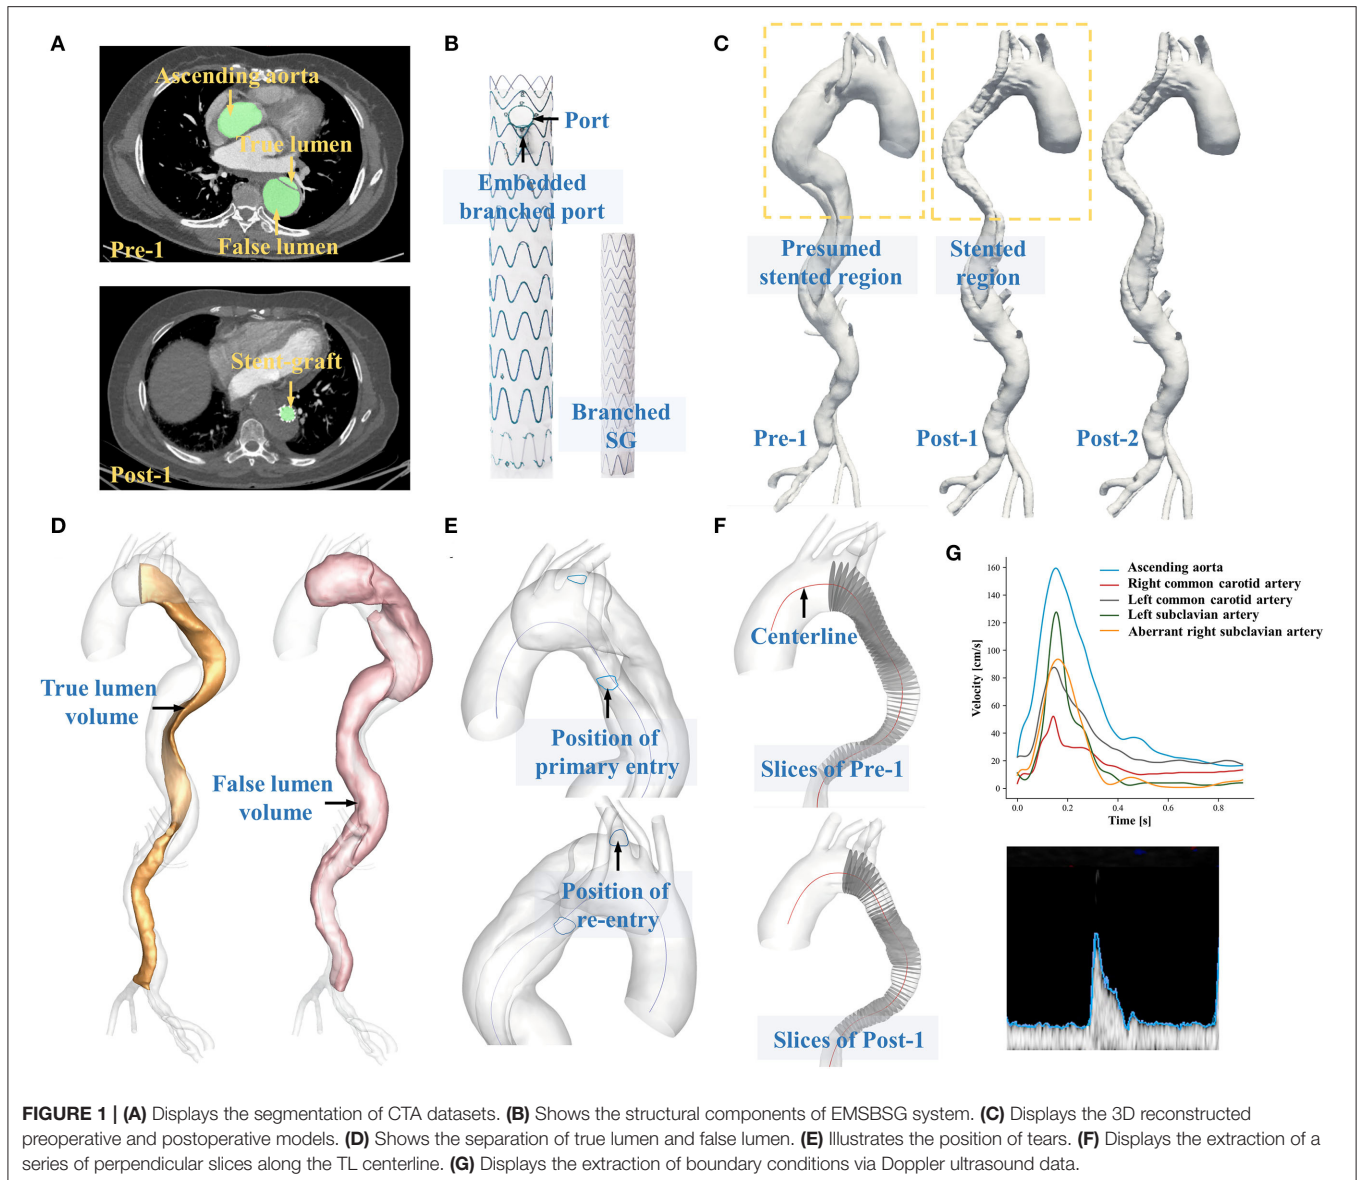 A
Ascending aorta
True lumen
False lumen
Pre-1
Stent-graft
Post-1
B
Port
Embedded
branched port
Branched
SG
C
Presumed
stented region
Stented
region
Pre-1
Post-1
Post-2
D
True lumen
volume
False lumen
volume
E
Position of
primary entry
Position of
re-entry
F
Centerline
Slices of Pre-1
Slices of Post-1
G
Ascending aorta
Right common carotid artery
Left common carotid artery
Left subclavian artery
Aberrant right subclavian artery
Velocity [cm/s]
160
140
120
100
80
60
40
20
0
0.0
0.2
0.4
0.6
0.8
Time [s]
FIGURE 1 | (A) Displays the segmentation of CTA datasets. (B) Shows the structural components of EMSBSG system. (C) Displays the 3D reconstructed
preoperative and postoperative models. (D) Shows the separation of true lumen and false lumen. (E) Illustrates the position of tears. (F) Displays the extraction of a
series of perpendicular slices along the TL centerline. (G) Displays the extraction of boundary conditions via Doppler ultrasound data.